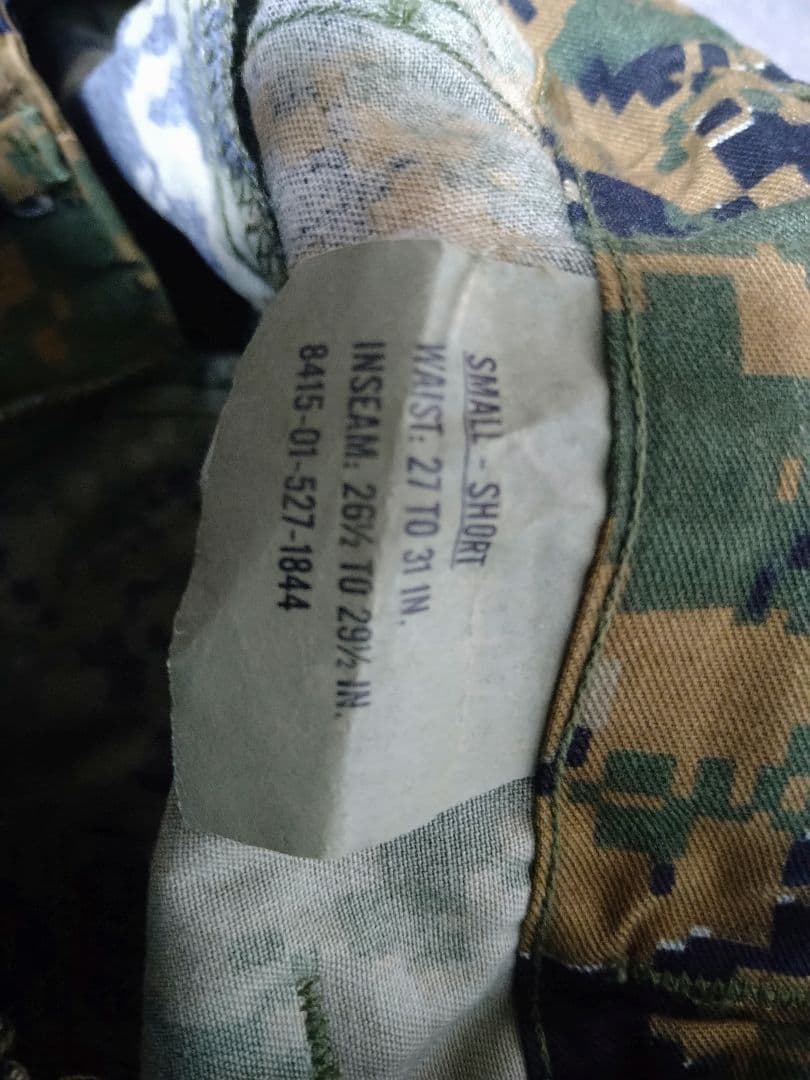 SMALL - SHORT
WAIST: 27 TO 31 IN.
INSEAM: 26½ TO 29½ IN.
8415-01-527-1844